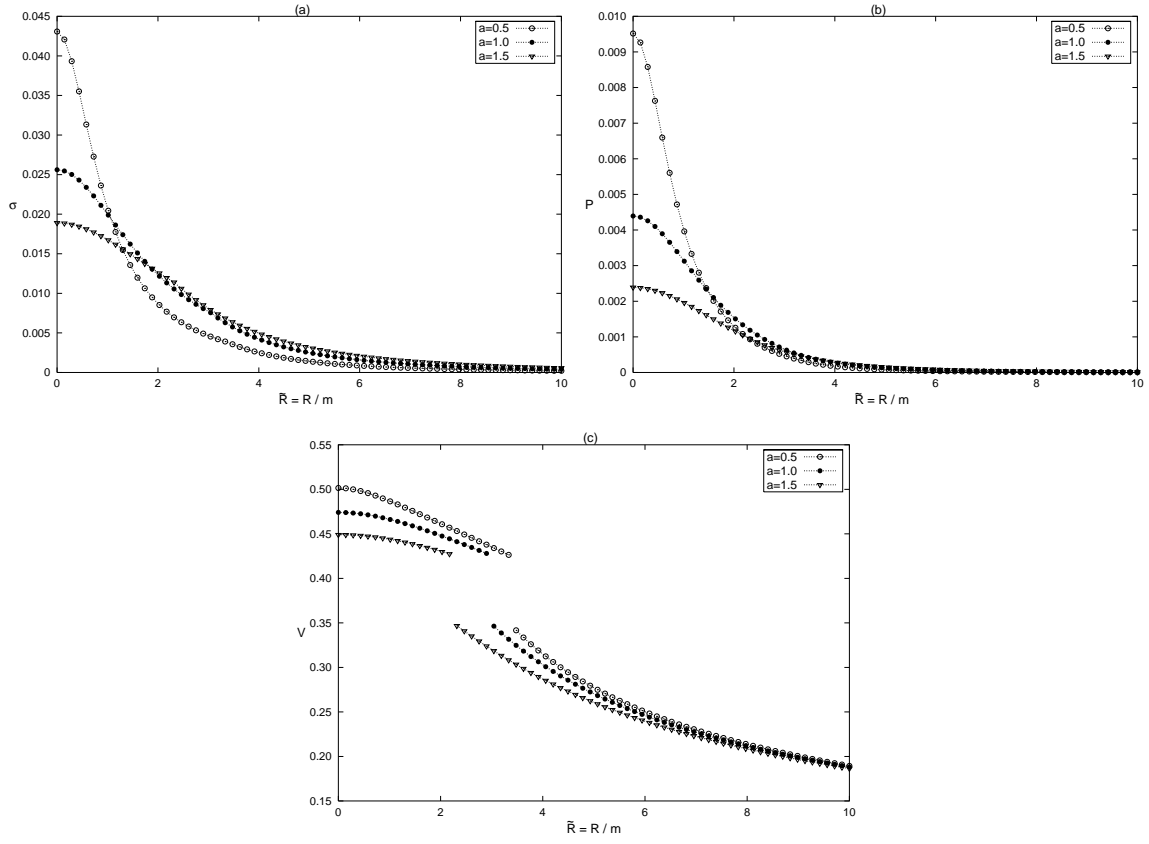 (a)
0.045
0.04
0.035
0.03
0.025
0.02
0.015
0.01
0.005
0
σ
0 2 4 6 8 10
R̃ = R / m
a=0.5
a=1.0
a=1.5
(b)
0.010
0.009
0.008
0.007
0.006
0.005
0.004
0.003
0.002
0.001
0
P
0 2 4 6 8 10
R̃ = R / m
a=0.5
a=1.0
a=1.5
(c)
0.55
0.50
0.45
0.40
0.35
0.30
0.25
0.20
0.15
V
0 2 4 6 8 10
R̃ = R / m
a=0.5
a=1.0
a=1.5